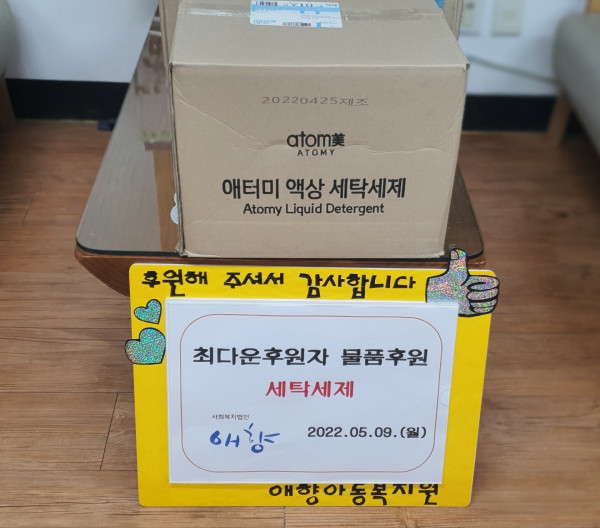 20220425제조
atom美
ATOMY
애터미 액상 세탁세제
Atomy Liquid Detergent
후원해 주셔서 감사합니다
최다운후원자 물품후원
세탁세제
사회복지법인
애향
2022.05.09.(월)
애향아동복지원